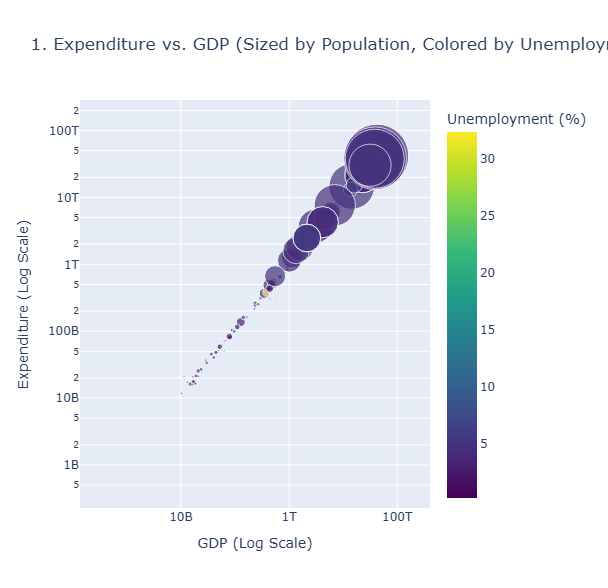 1. Expenditure vs. GDP (Sized by Population, Colored by
Unemployment (%)
2
100T
5
2
10T
5
2
1T
5
2
100B
5
2
10B
5
2
1B
5
30
25
20
15
10
5
10B
1T
100T
Expenditure (Log Scale)
GDP (Log Scale)